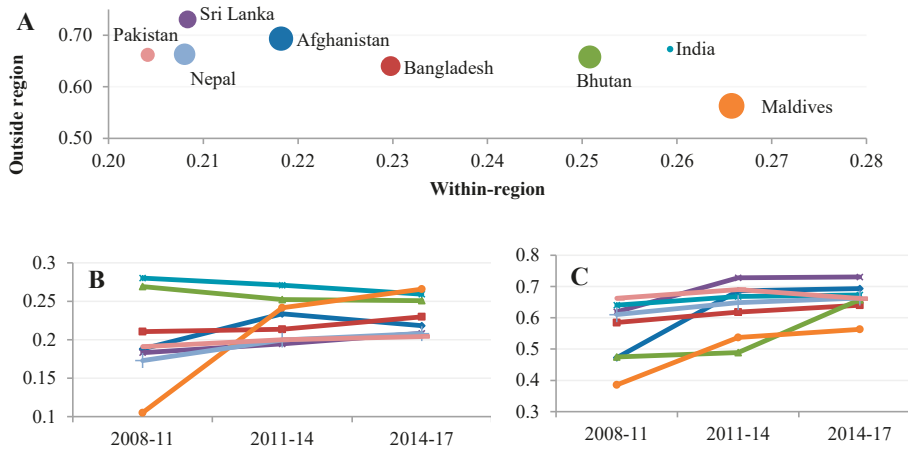 A
Sri Lanka
Pakistan
Afghanistan
India
Nepal
Bangladesh
Bhutan
Maldives
Outside region
0.70
0.60
0.50
0.20 0.21 0.22 0.23 0.24 0.25 0.26 0.27 0.28
Within-region
B
0.3
0.25
0.2
0.15
0.1
2008-11 2011-14 2014-17
C
0.8
0.7
0.6
0.5
0.4
0.3
2008-11 2011-14 2014-17